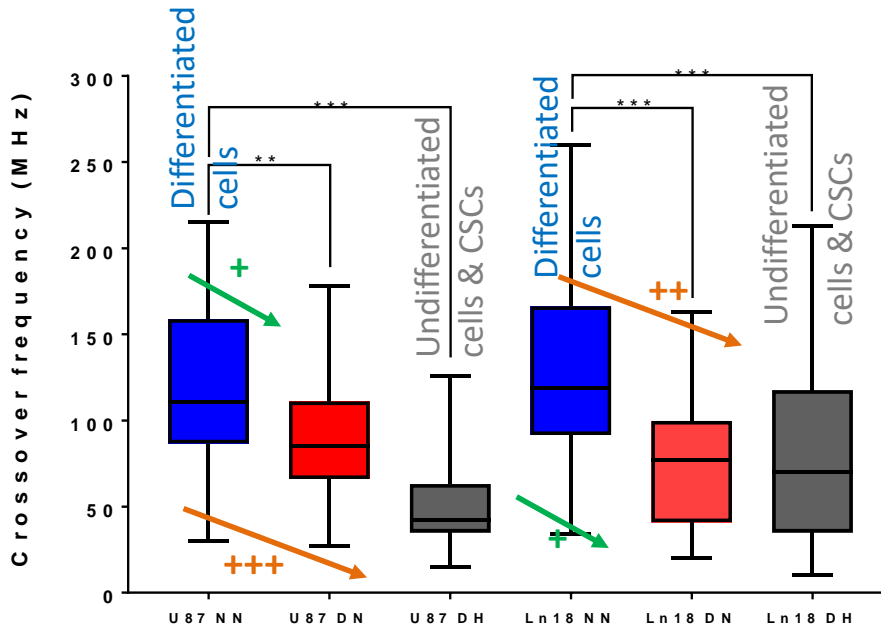 Crossover frequency (MHz)
300
250
200
150
100
50
0
Differentiated
cells
Undifferentiated
cells & CSCs
Differentiated
cells
Undifferentiated
cells & CSCs
***
**
***
***
+
+++
++
+
U87 NN
U87 DN
U87 DH
Ln18 NN
Ln18 DN
Ln18 DH